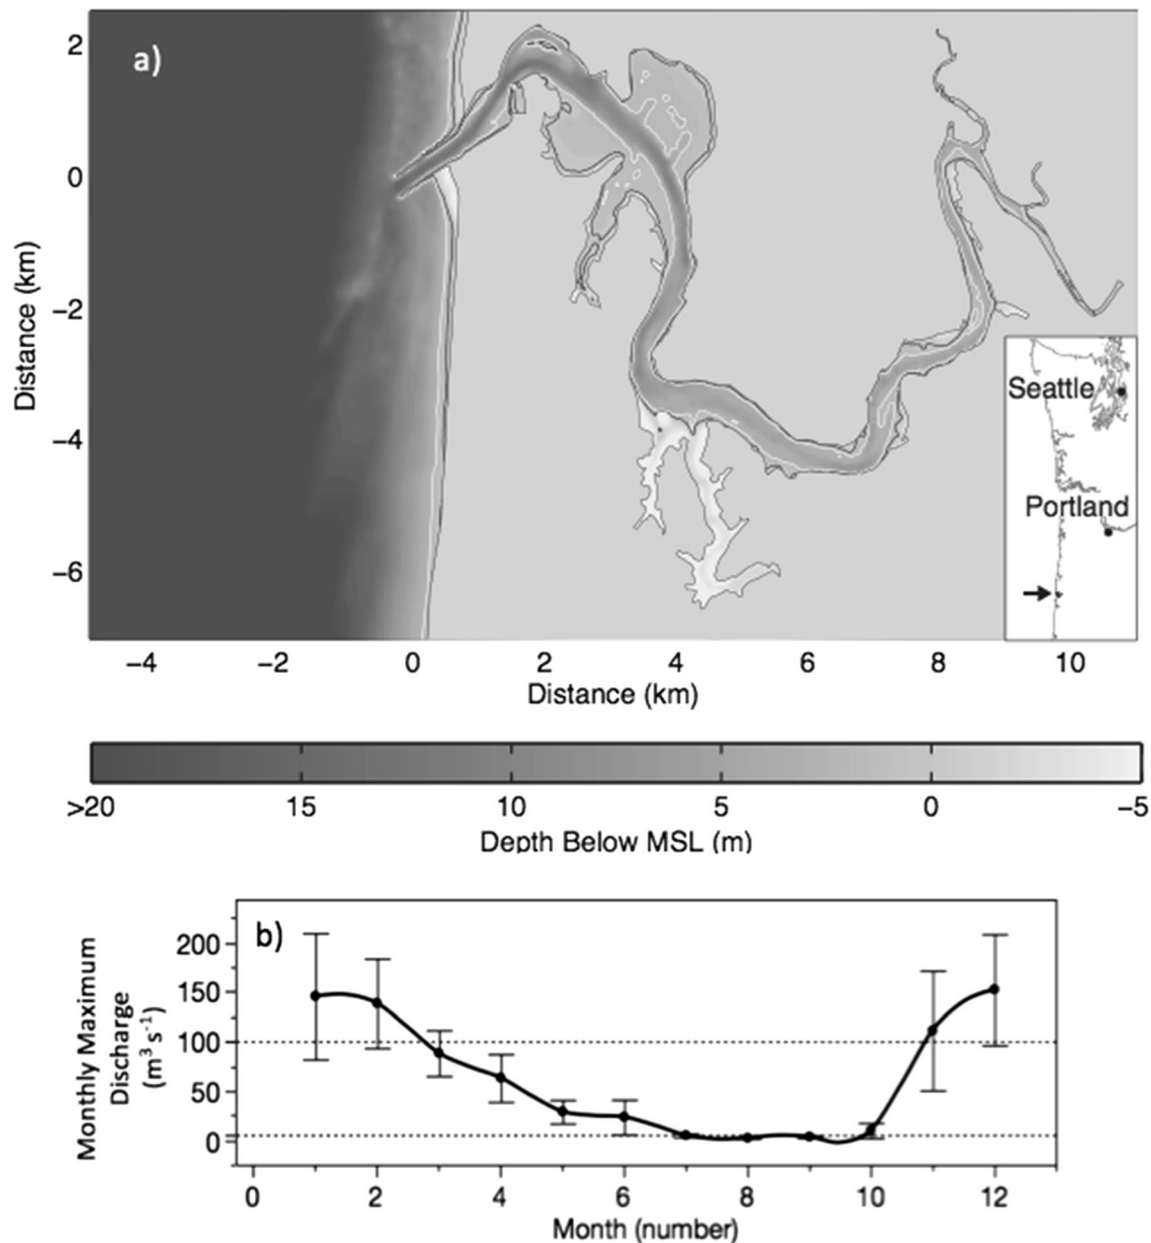 a)
2
0
−2
−4
−6
Distance (km)
−4 −2 0 2 4 6 8 10
Distance (km)
Seattle
Portland
>20 15 10 5 0 −5
Depth Below MSL (m)
b)
200
150
100
50
0
Monthly Maximum
Discharge
(m³ s⁻¹)
0 2 4 6 8 10 12
Month (number)